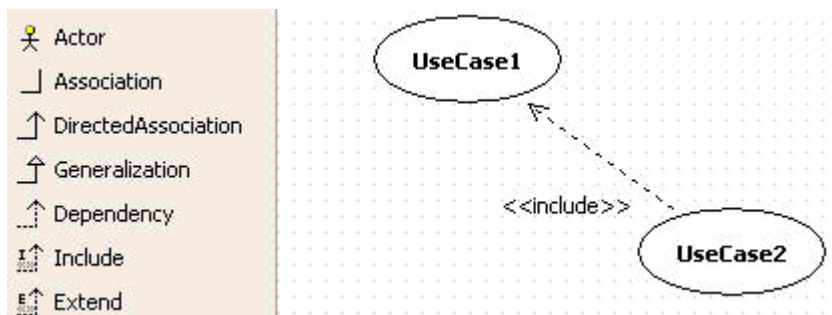 Actor
Association
DirectedAssociation
Generalization
Dependency
I Include
E Extend
UseCase1
<<include>>
UseCase2